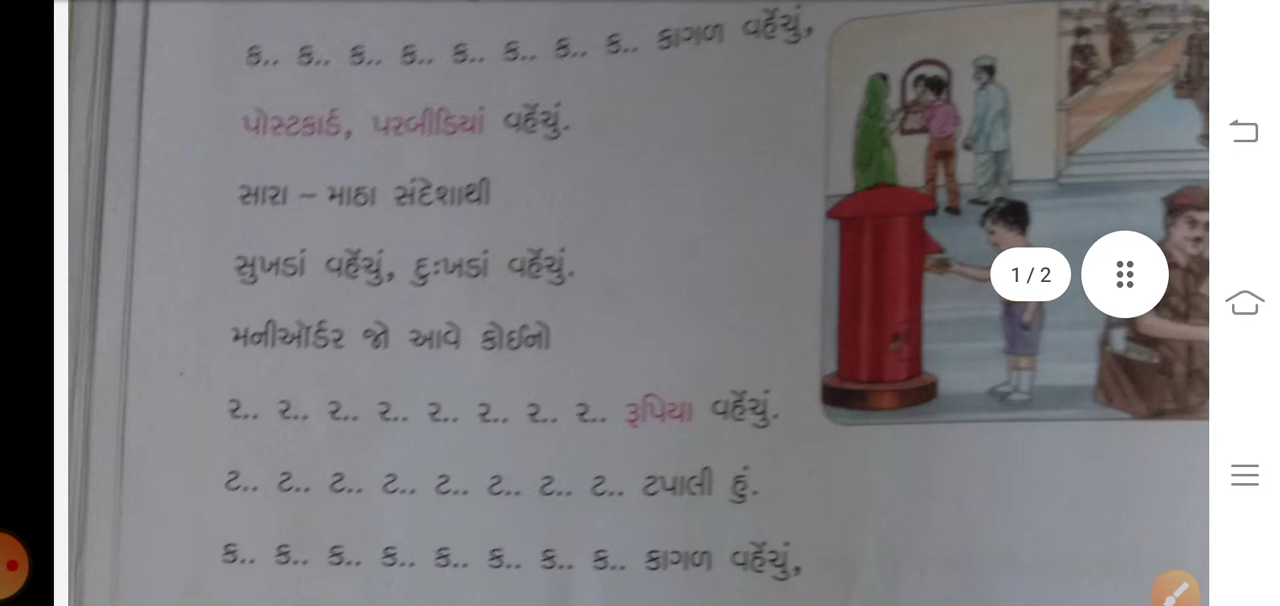 ક.. ક.. ક.. ક.. ક.. ક.. ક.. ક.. કાગળ વહેંચું,
પોસ્ટકાર્ડ, પરબીડિયાં વહેંચું.
સારા – માઠા સંદેશાથી
સુખડાં વહેંચું, દુઃખડાં વહેંચું.
મનીઑર્ડર જો આવે કોઈનો
ર.. ર.. ર.. ર.. ર.. ર.. ર.. ર.. રૂપિયા વહેંચું.
ટ.. ટ.. ટ.. ટ.. ટ.. ટ.. ટ.. ટ.. ટપાલી હું.
ક.. ક.. ક.. ક.. ક.. ક.. ક.. ક.. કાગળ વહેંચું,
1 / 2